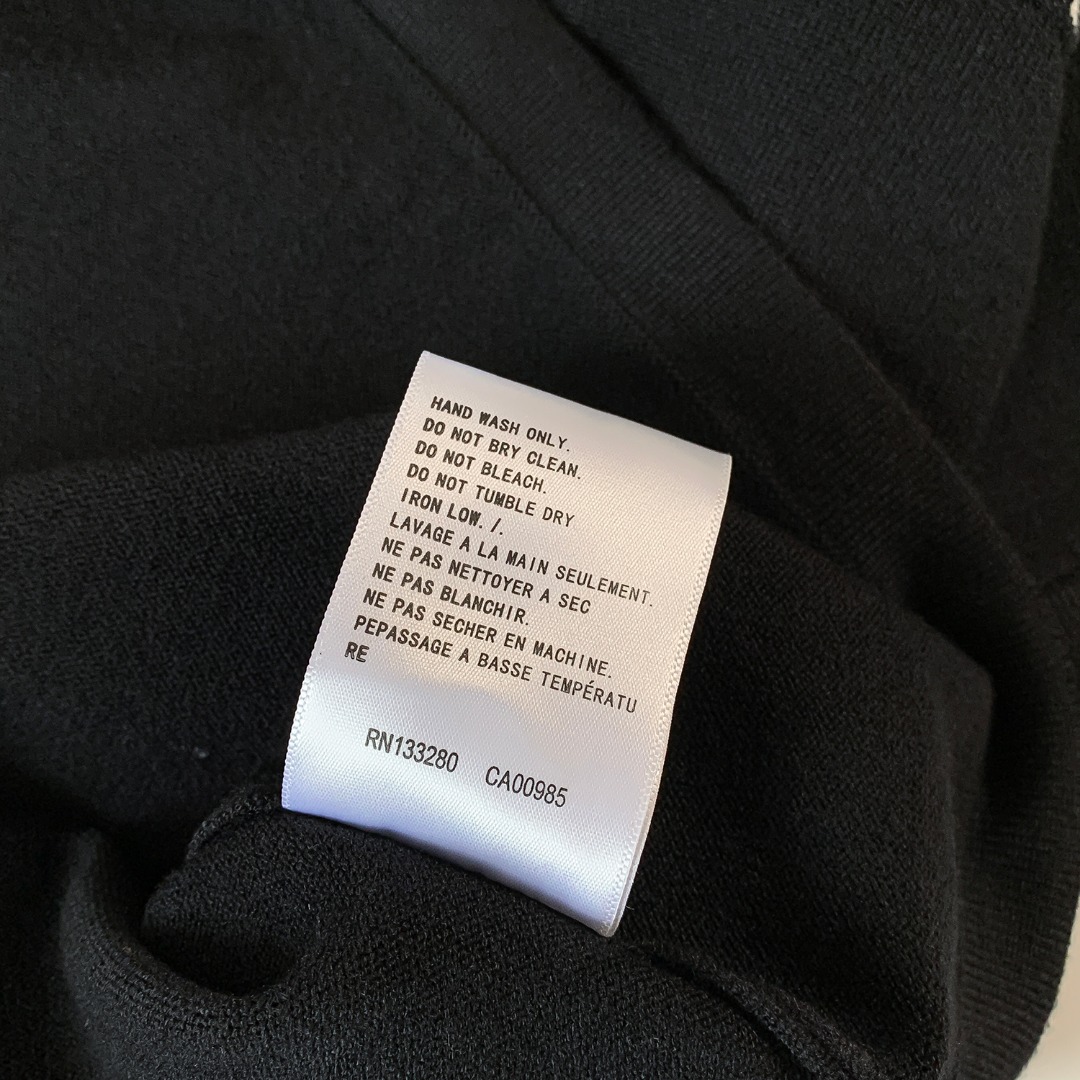 HAND WASH ONLY.
DO NOT BRY CLEAN.
DO NOT BLEACH.
DO NOT TUMBLE DRY
IRON LOW. /.
LAVAGE A LA MAIN SEULEMENT.
NE PAS NETTOYER A SEC
NE PAS BLANCHIR.
NE PAS SECHER EN MACHINE.
PEPASSAGE A BASSE TEMPÉRATU
RE
RN133280 CA00985